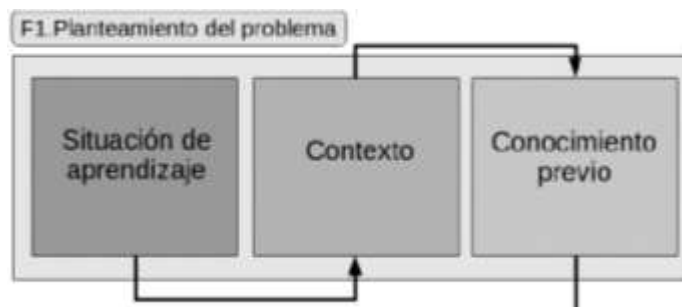 F1.Planteamiento del problema
Situación de
aprendizaje
Contexto
Conocimiento
previo